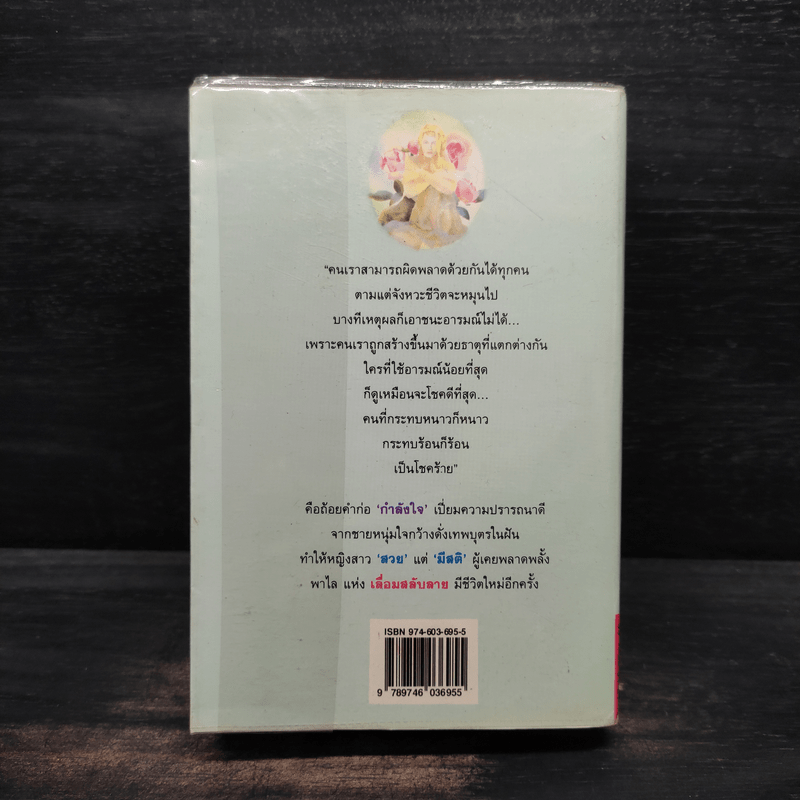 "คนเราสามารถผิดพลาดด้วยกันได้ทุกคน
ตามแต่จังหวะชีวิตจะหมุนไป
บางทีเหตุผลก็เอาชนะอารมณ์ไม่ได้...
เพราะคนเราถูกสร้างขึ้นมาด้วยธาตุที่แตกต่างกัน
ใครที่ใช้อารมณ์น้อยที่สุด
ก็ดูเหมือนจะโชคดีที่สุด...
คนที่กระทบหนาวก็หนาว
กระทบร้อนก็ร้อน
เป็นโชคร้าย"
คือถ้อยคำก่อ 'กำลังใจ' เปี่ยมความปรารถนาดี
จากชายหนุ่มใจกว้างดั่งเทพบุตรในฝัน
ทำให้หญิงสาว 'สวย' แต่ 'มีสติ' ผู้เคยพลาดพลั้ง
พาไล แห่ง เลื่อมสลับลาย มีชีวิตใหม่อีกครั้ง
ISBN 974-603-695-5
9 789746 036955